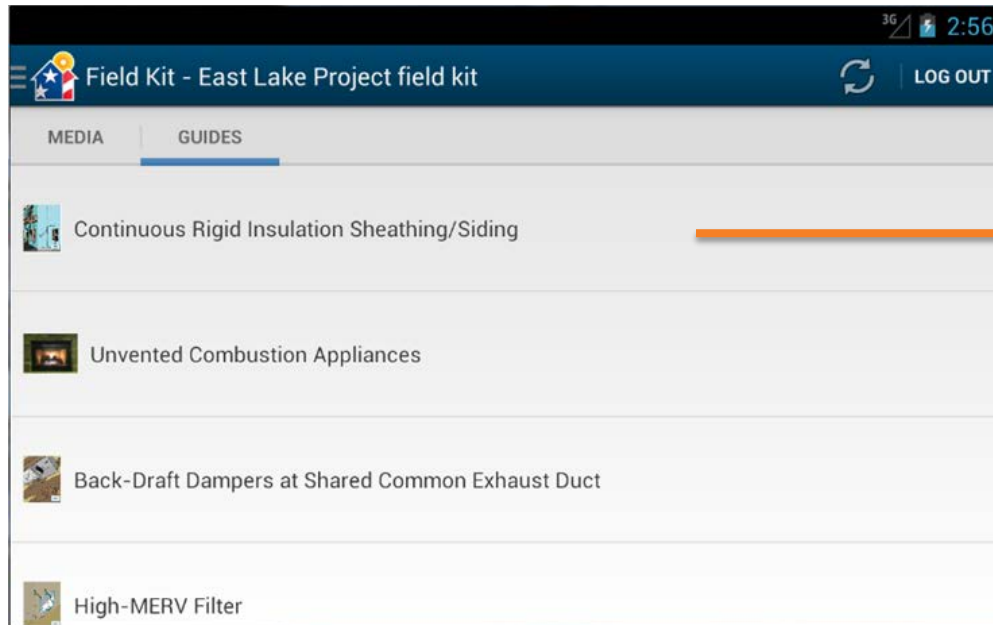 3G 2:56
Field Kit - East Lake Project field kit LOG OUT
MEDIA GUIDES
Continuous Rigid Insulation Sheathing/Siding
Unvented Combustion Appliances
Back-Draft Dampers at Shared Common Exhaust Duct
High-MERV Filter